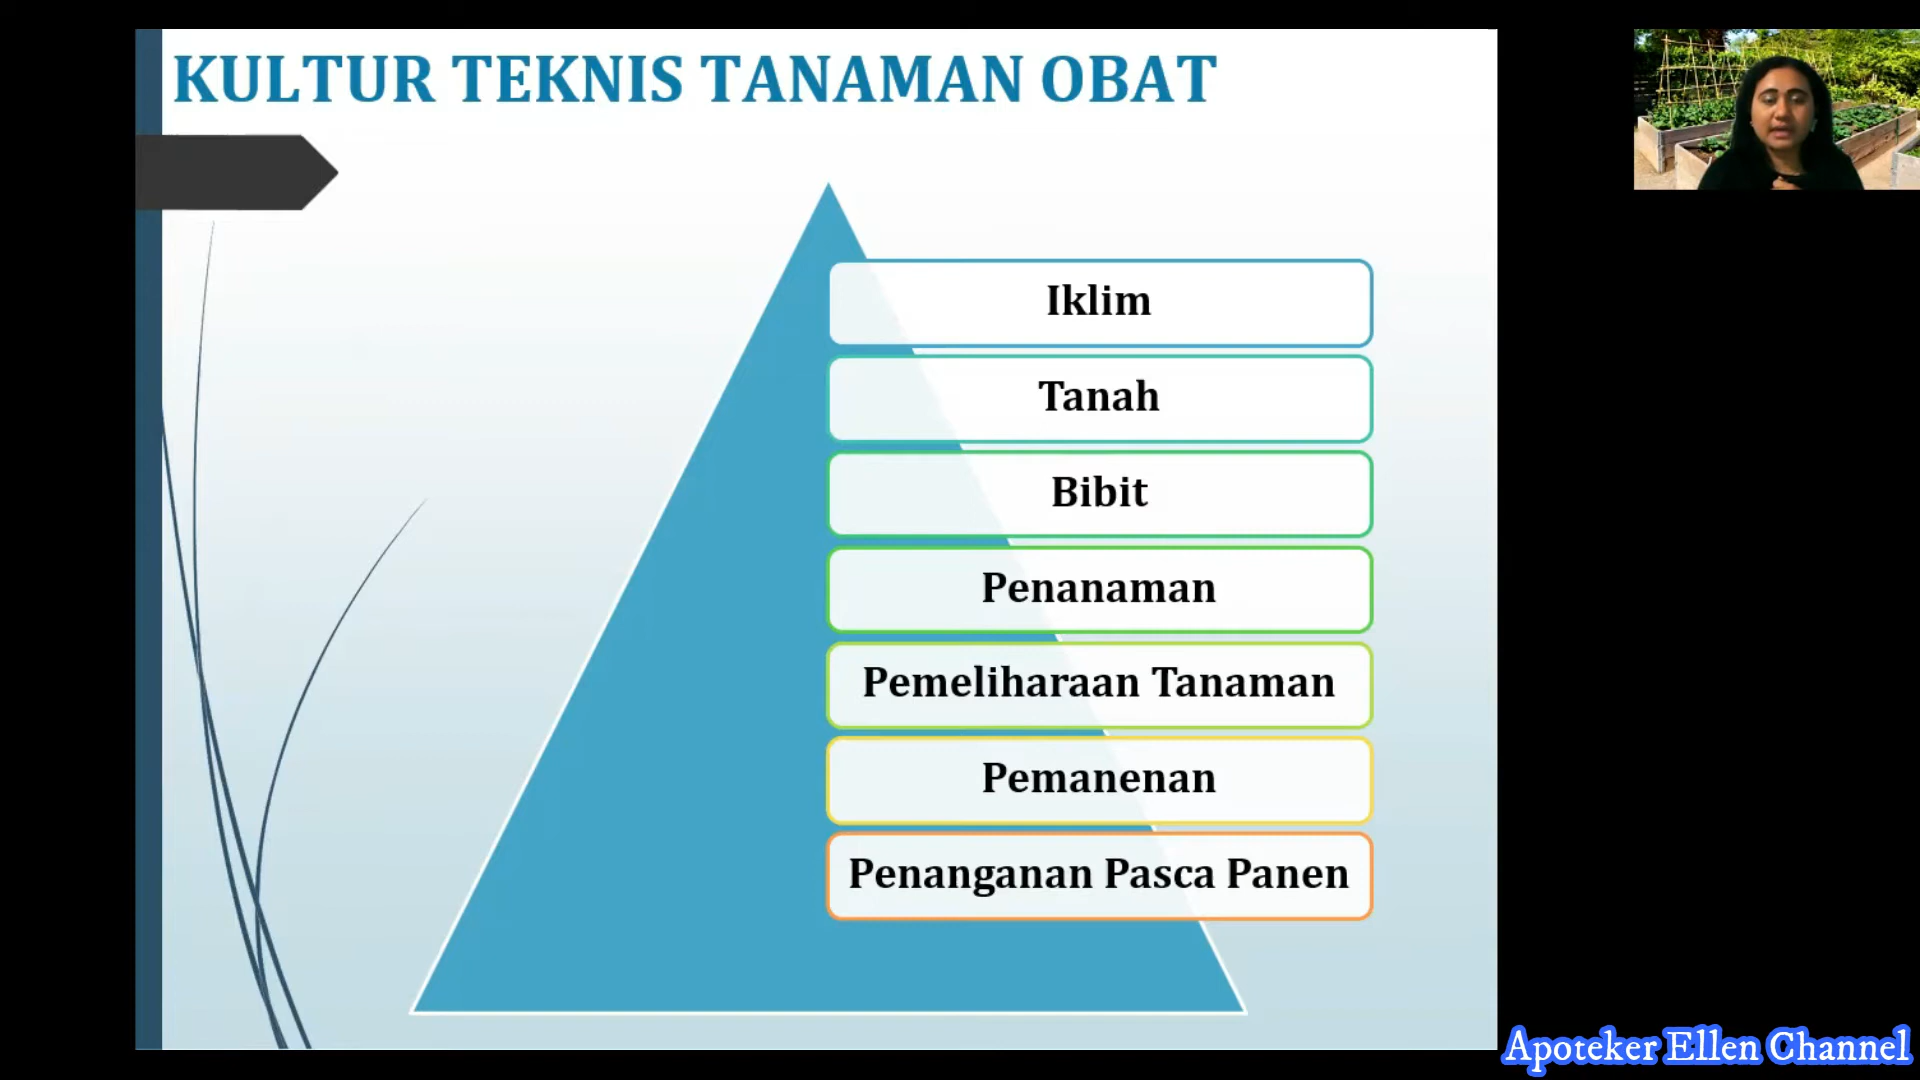 KULTUR TEKNIS TANAMAN OBAT
Iklim
Tanah
Bibit
Penanaman
Pemeliharaan Tanaman
Pemanenan
Penanganan Pasca Panen
Apoteker Ellen Channel